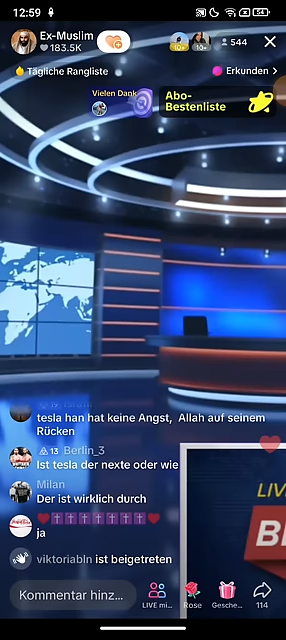 12:59
54
Ex-Muslim
183.5K
10+
10+
544
Tägliche Rangliste
Erkunden
Vielen Dank
Abo-
Bestenliste
tesla han hat keine Angst, Allah auf seinem
Rücken
13 Berlin_3
Ist tesla der nexte oder wie
Milan
Der ist wirklich durch
ja
LIV
viktoriabln ist beigetreten
Kommentar hinz...
LIVE mi...
Rose
Gesche...
114